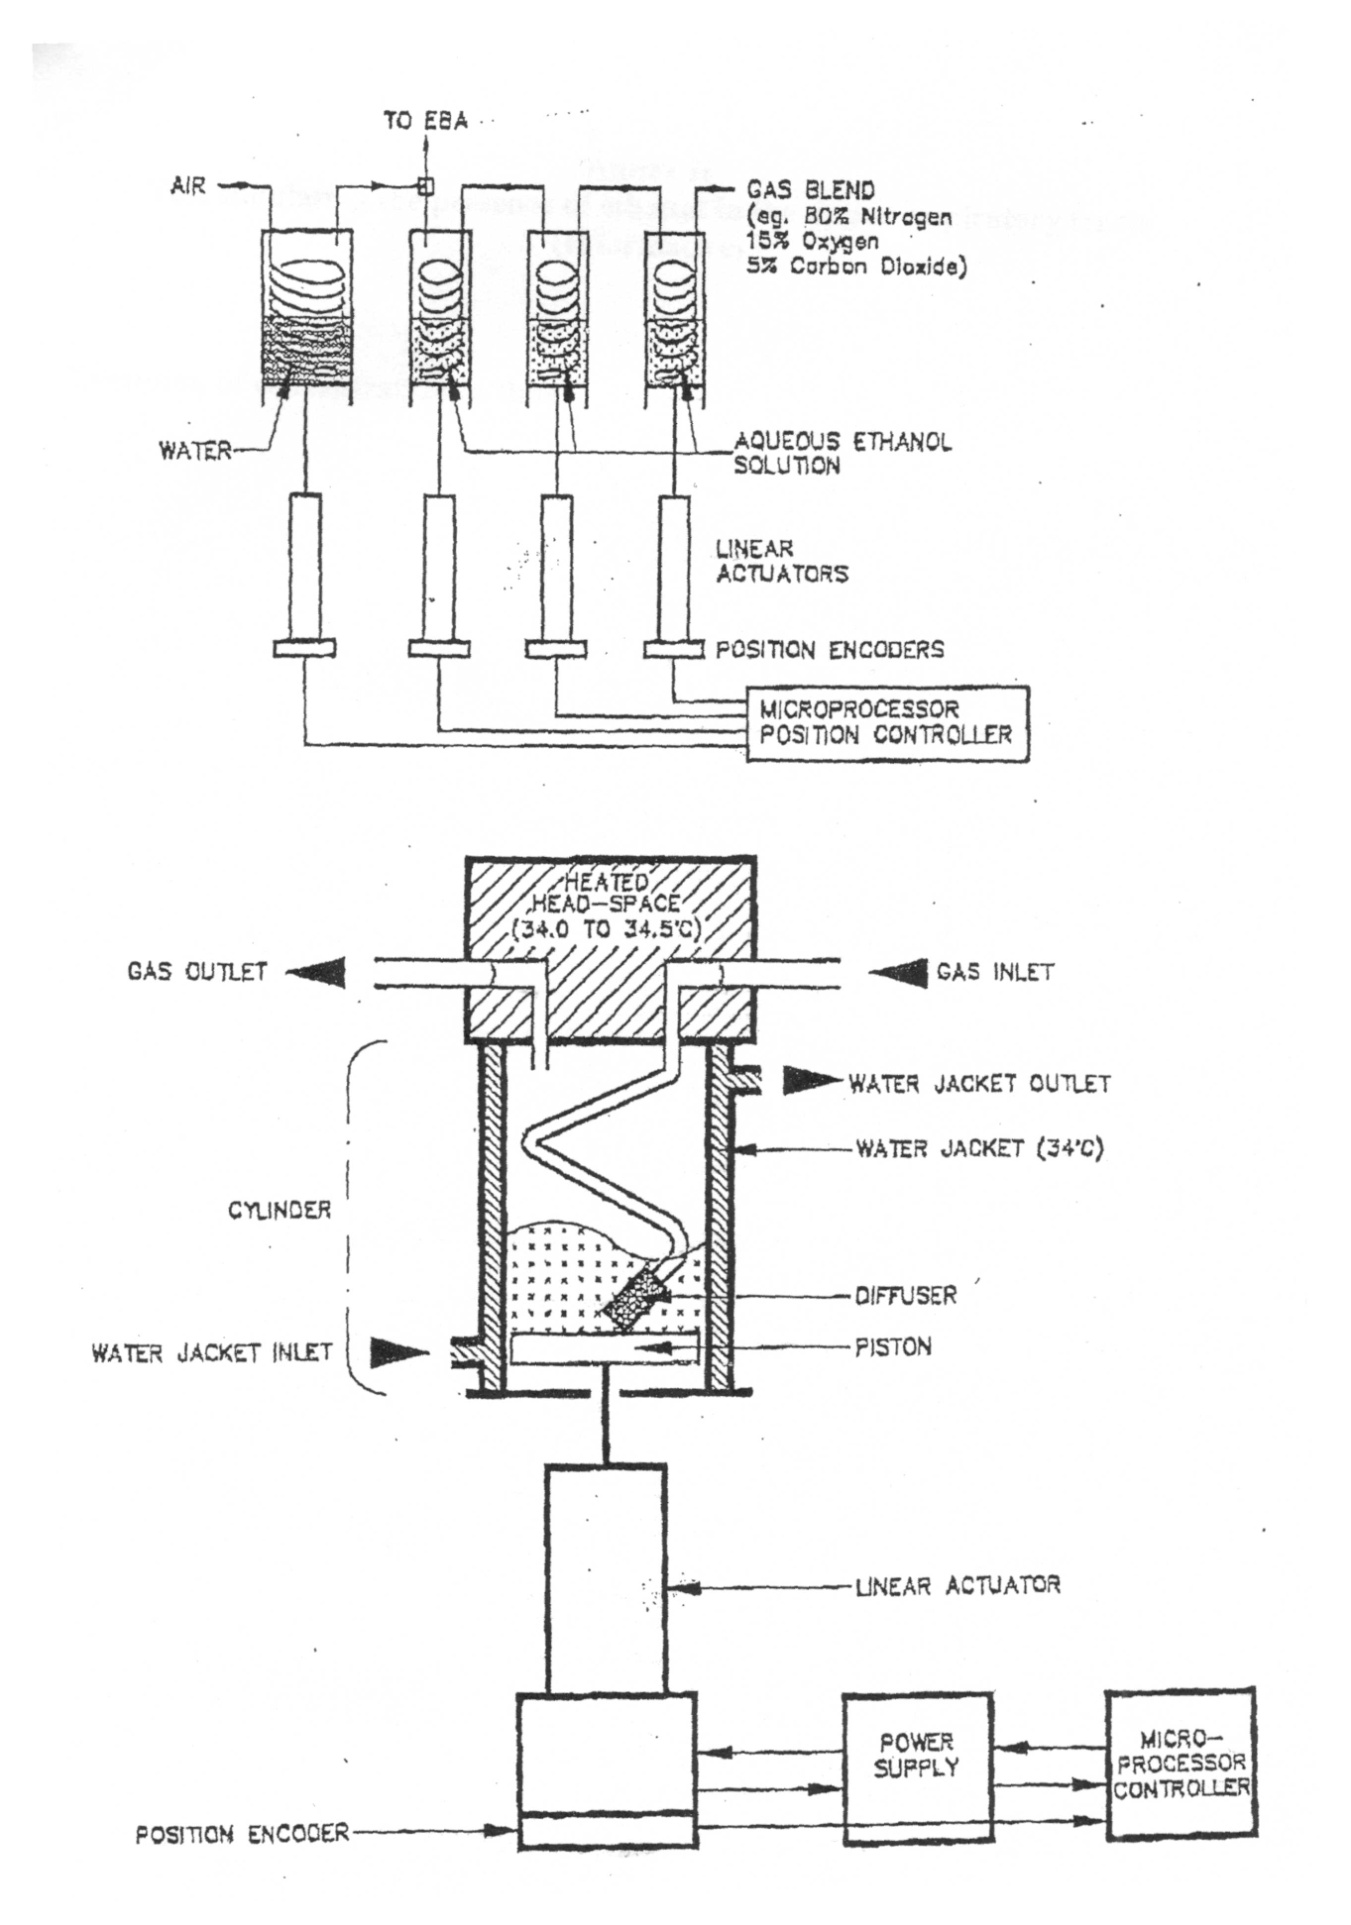 TO EBA
AIR
GAS BLEND
(eg. 80% Nitrogen
15% Oxygen
5% Carbon Dioxide)
WATER
AQUEOUS ETHANOL
SOLUTION
LINEAR
ACTUATORS
POSITION ENCODERS
MICROPROCESSOR
POSITION CONTROLLER
HEATED
HEAD-SPACE
(34.0 TO 34.5°C)
GAS OUTLET
GAS INLET
WATER JACKET OUTLET
WATER JACKET (34°C)
CYLINDER
DIFFUSER
WATER JACKET INLET
PISTON
LINEAR ACTUATOR
POWER
SUPPLY
MICRO-
PROCESSOR
CONTROLLER
POSITION ENCODER